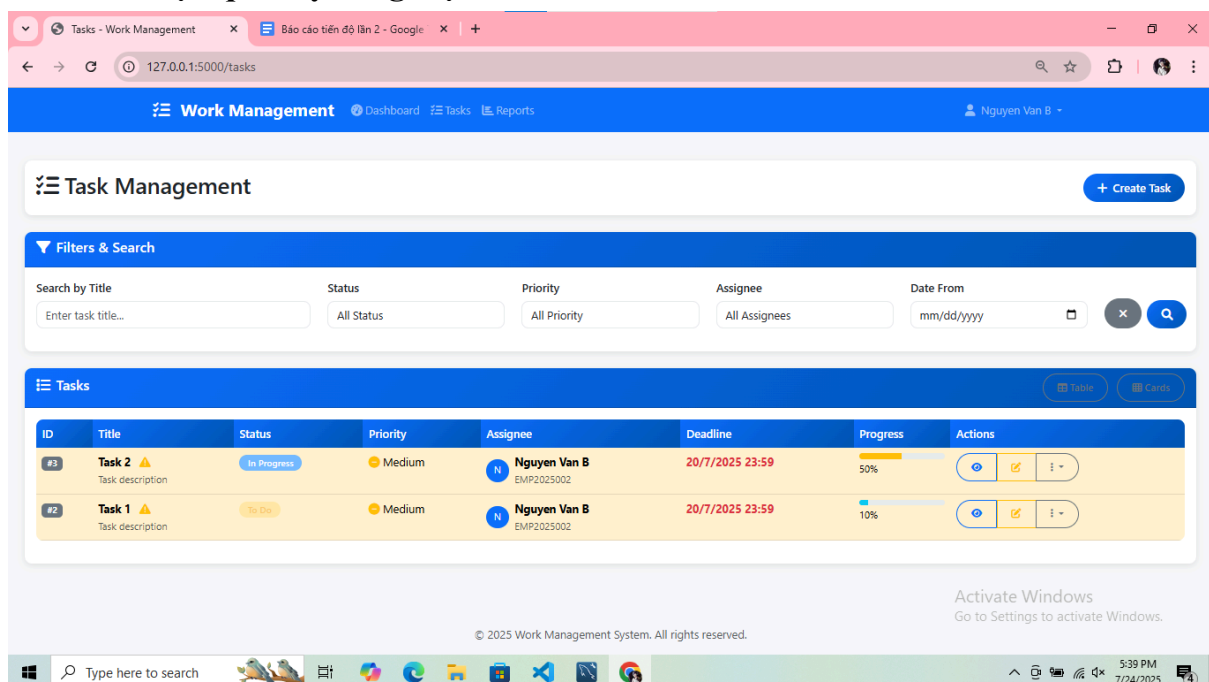 Tasks - Work Management
Báo cáo tiến độ lần 2 - Google
127.0.0.1:5000/tasks
Work Management Dashboard Tasks Reports Nguyen Van B
Task Management + Create Task
Filters & Search
Search by Title Status Priority Assignee Date From
Enter task title... All Status All Priority All Assignees mm/dd/yyyy
Tasks Table Cards
ID Title Status Priority Assignee Deadline Progress Actions
#3 Task 2 In Progress Medium N Nguyen Van B 20/7/2025 23:59 50%
Task description EMP2025002
#2 Task 1 To Do Medium N Nguyen Van B 20/7/2025 23:59 10%
Task description EMP2025002
Activate Windows
Go to Settings to activate Windows.
© 2025 Work Management System. All rights reserved.
Type here to search
5:39 PM
7/24/2025
4